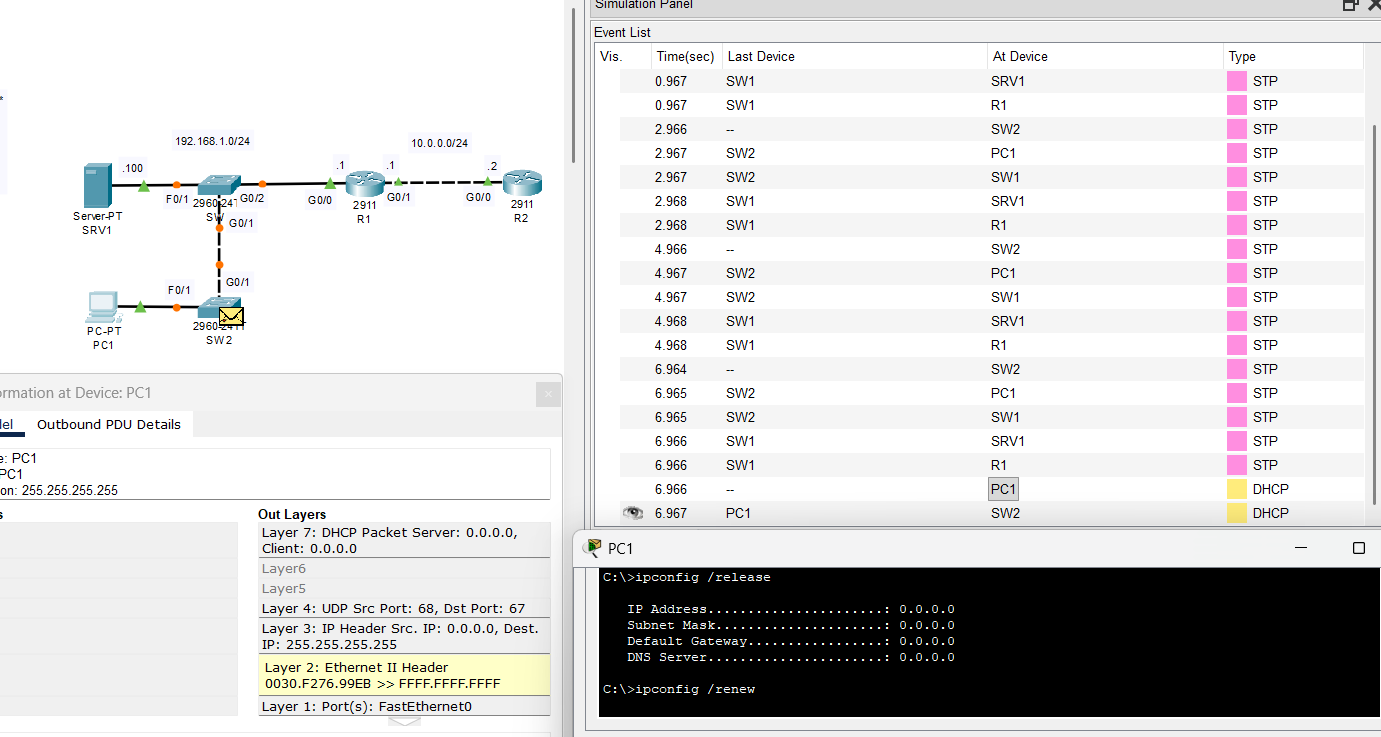 Simulation Panel
Event List
Vis. Time(sec) Last Device At Device Type
0.967 SW1 SRV1 STP
0.967 SW1 R1 STP
2.966 -- SW2 STP
2.967 SW2 PC1 STP
2.967 SW2 SW1 STP
2.968 SW1 SRV1 STP
2.968 SW1 R1 STP
4.966 -- SW2 STP
4.967 SW2 PC1 STP
4.967 SW2 SW1 STP
4.968 SW1 SRV1 STP
4.968 SW1 R1 STP
6.964 -- SW2 STP
6.965 SW2 PC1 STP
6.965 SW2 SW1 STP
6.966 SW1 SRV1 STP
6.966 SW1 R1 STP
6.966 -- PC1 DHCP
6.967 PC1 SW2 DHCP
192.168.1.0/24
10.0.0.0/24
.100
.1
.1
.2
F0/1
G0/2
G0/0
G0/1
G0/0
Server-PT
SRV1
2960-24T
SW
G0/1
2911
R1
2911
R2
G0/1
F0/1
PC-PT
PC1
2960-24T
SW2
ormation at Device: PC1
el Outbound PDU Details
e: PC1
PC1
on: 255.255.255.255
s Out Layers
Layer 7: DHCP Packet Server: 0.0.0.0,
Client: 0.0.0.0
Layer6
Layer5
Layer 4: UDP Src Port: 68, Dst Port: 67
Layer 3: IP Header Src. IP: 0.0.0.0, Dest.
IP: 255.255.255.255
Layer 2: Ethernet II Header
0030.F276.99EB >> FFFF.FFFF.FFFF
Layer 1: Port(s): FastEthernet0
PC1
C:\>ipconfig /release
IP Address......................: 0.0.0.0
Subnet Mask.....................: 0.0.0.0
Default Gateway.................: 0.0.0.0
DNS Server......................: 0.0.0.0
C:\>ipconfig /renew